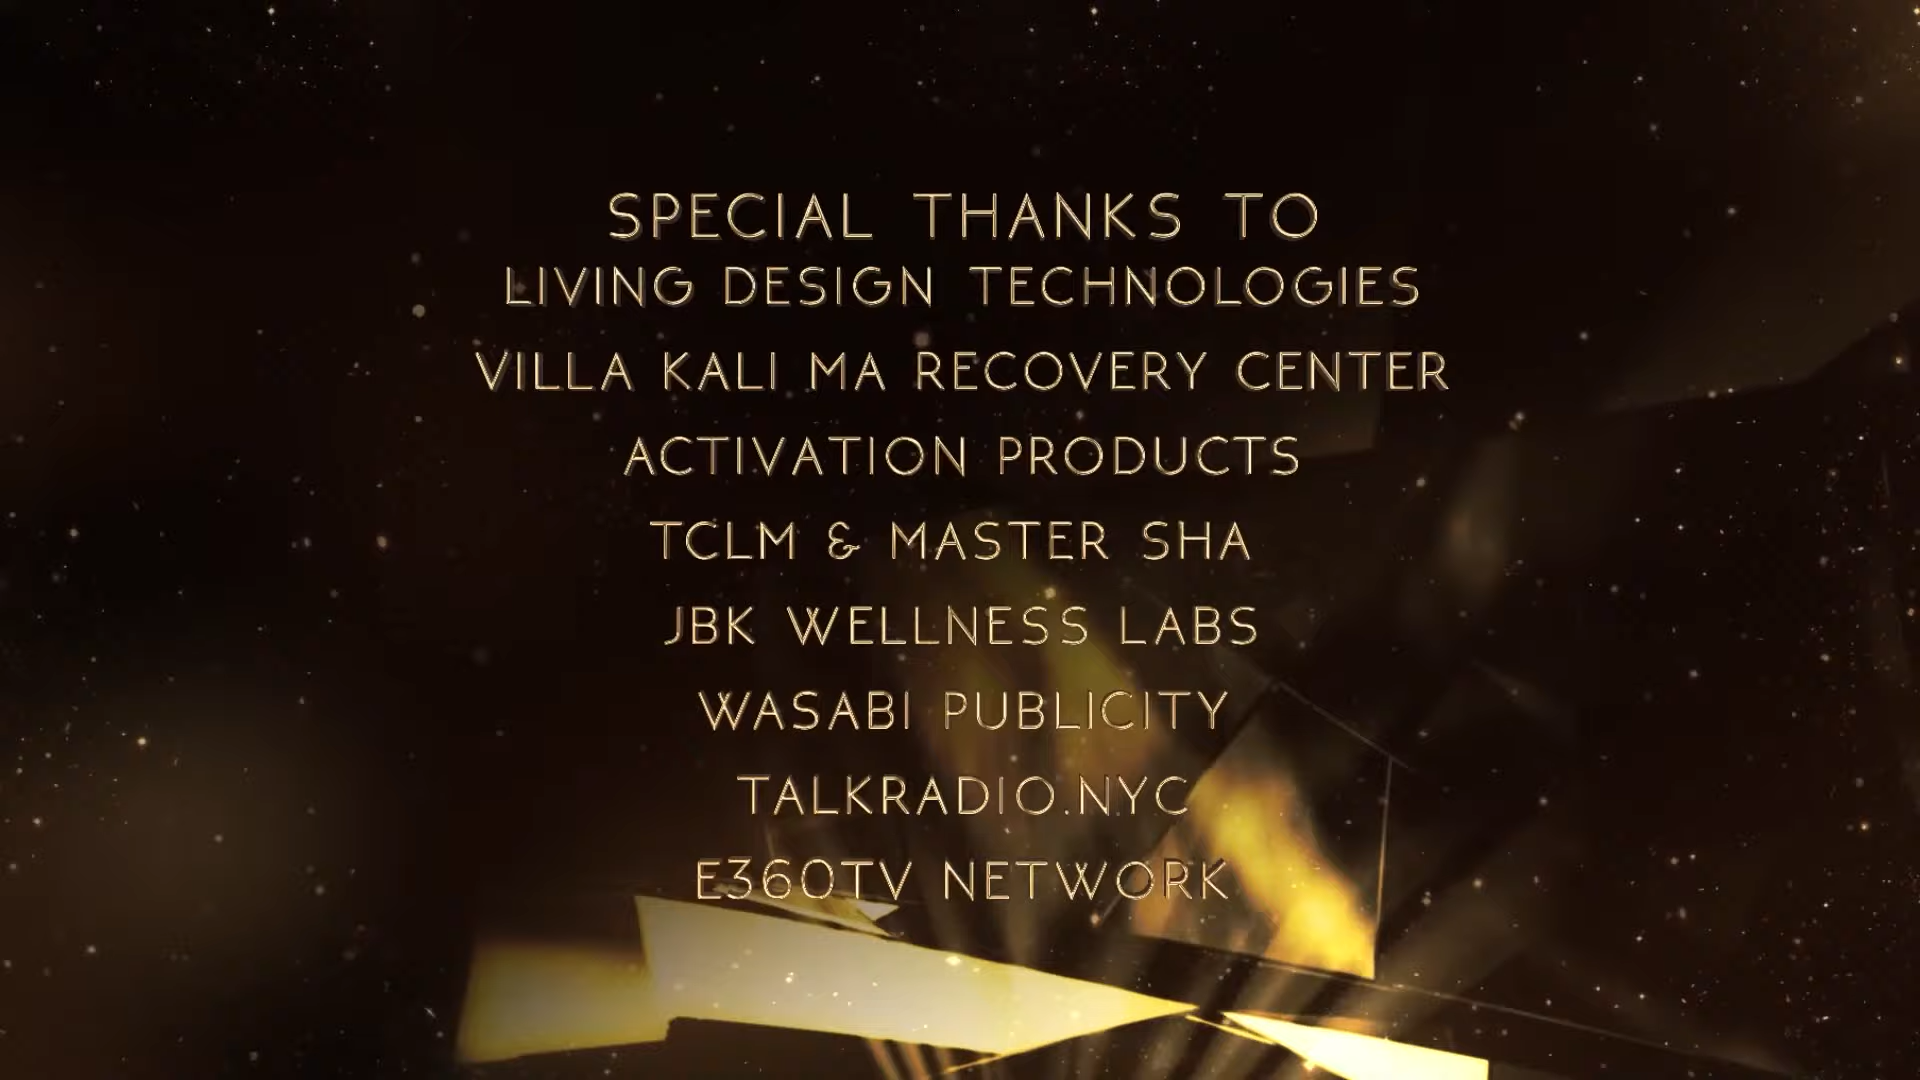 SPECIAL THANKS TO
LIVING DESIGN TECHNOLOGIES
VILLA KALI MA RECOVERY CENTER
ACTIVATION PRODUCTS
TCLM & MASTER SHA
JBK WELLNESS LABS
WASABI PUBLICITY
TALKRADIO.NYC
E360TV NETWORK